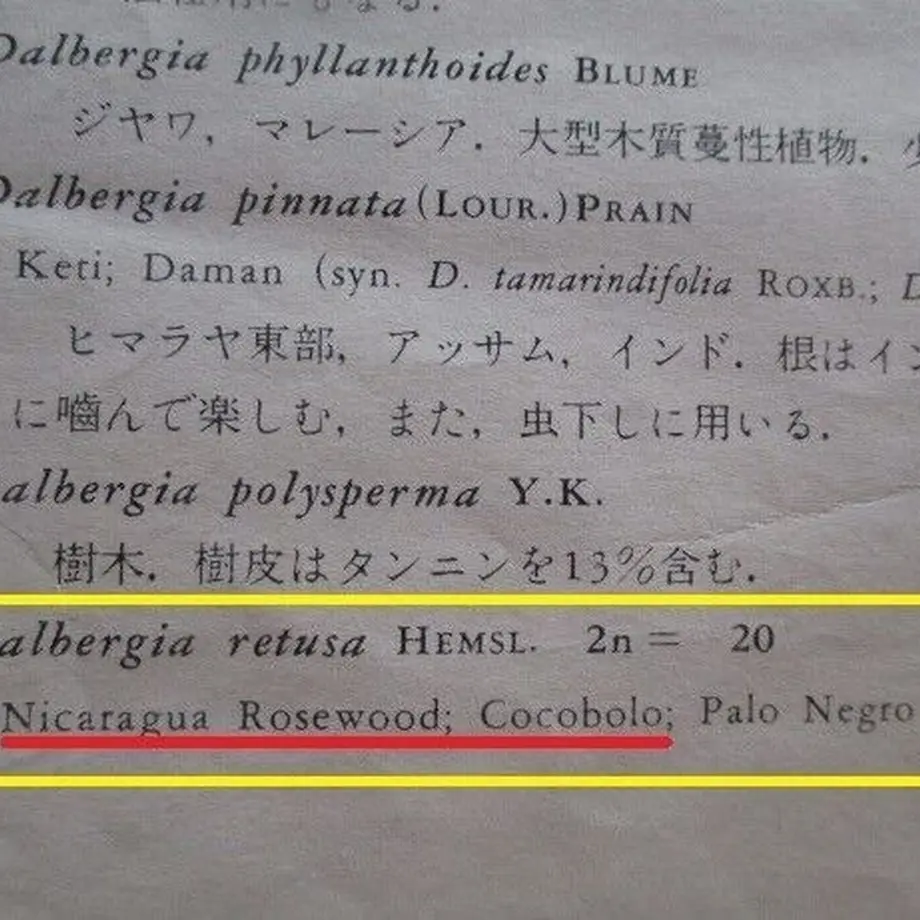 Dalbergia phyllanthoides BLUME
ジヤワ，マレーシア．大型木質蔓性植物．
Dalbergia pinnata (LOUR.) PRAIN
Keti; Daman (syn. D. tamarindifolia ROXB.; D
ヒマラヤ東部，アッサム，インド．根はイン
に嚙んで楽しむ，また，虫下しに用いる．
albergia polysperma Y.K.
樹木．樹皮はタンニンを13%含む．
albergia retusa HEMSL. 2n = 20
Nicaragua Rosewood; Cocobolo; Palo Negro